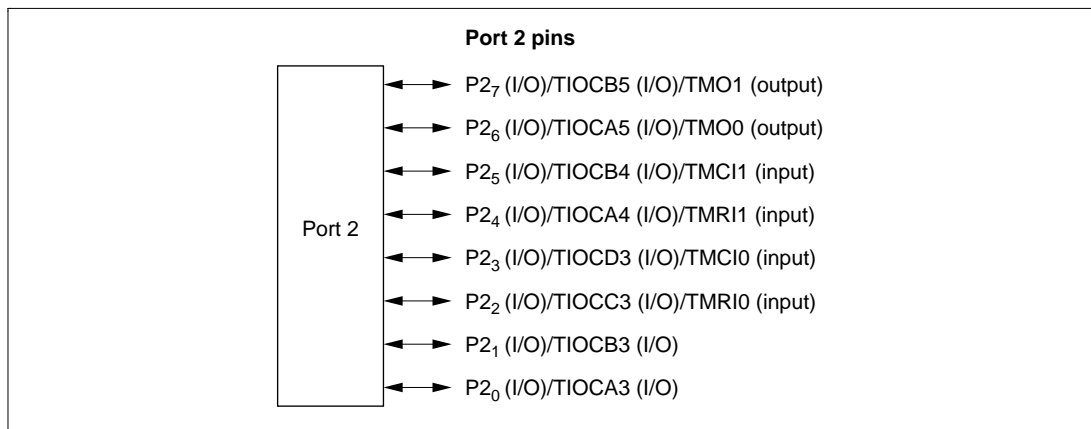 Port 2 pins
P2₇ (I/O)/TIOCB5 (I/O)/TMO1 (output)
P2₆ (I/O)/TIOCA5 (I/O)/TMO0 (output)
P2₅ (I/O)/TIOCB4 (I/O)/TMCI1 (input)
P2₄ (I/O)/TIOCA4 (I/O)/TMRI1 (input)
Port 2
P2₃ (I/O)/TIOCD3 (I/O)/TMCI0 (input)
P2₂ (I/O)/TIOCC3 (I/O)/TMRI0 (input)
P2₁ (I/O)/TIOCB3 (I/O)
P2₀ (I/O)/TIOCA3 (I/O)